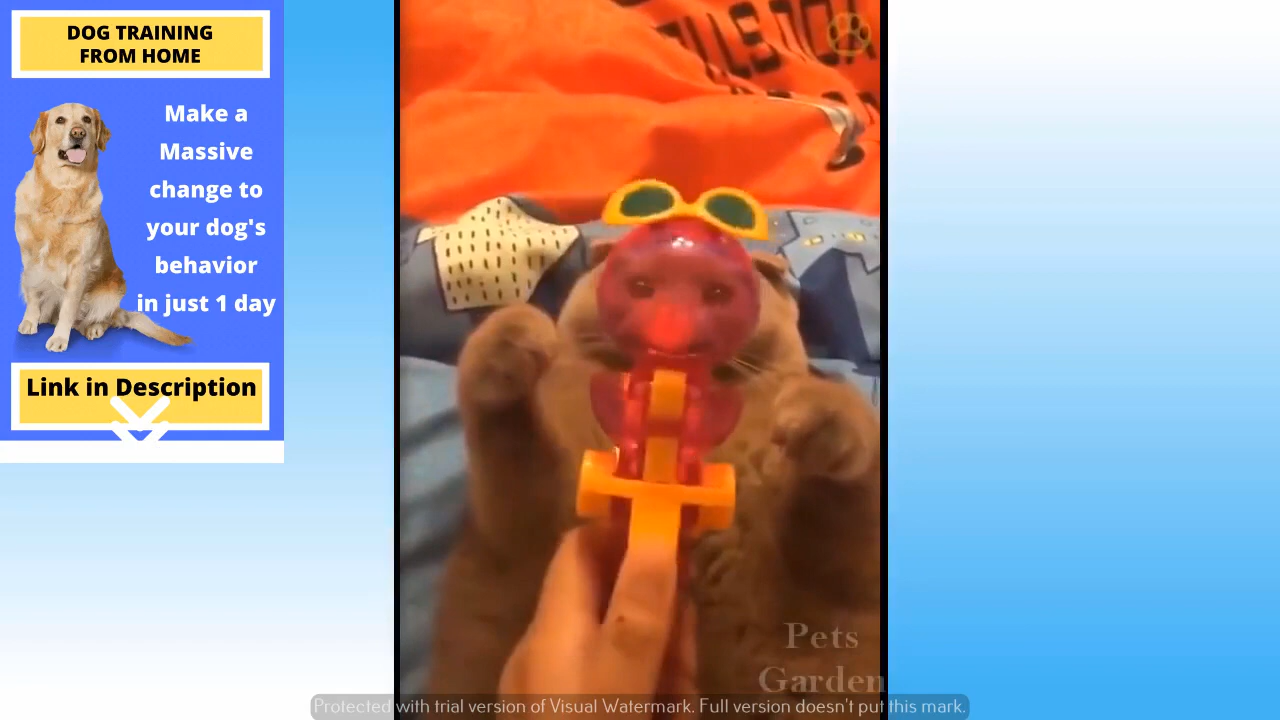 DOG TRAINING
FROM HOME
Make a
Massive
change to
your dog's
behavior
in just 1 day
Link in Description
Pets
Garden
Protected with trial version of Visual Watermark. Full version doesn't put this mark.